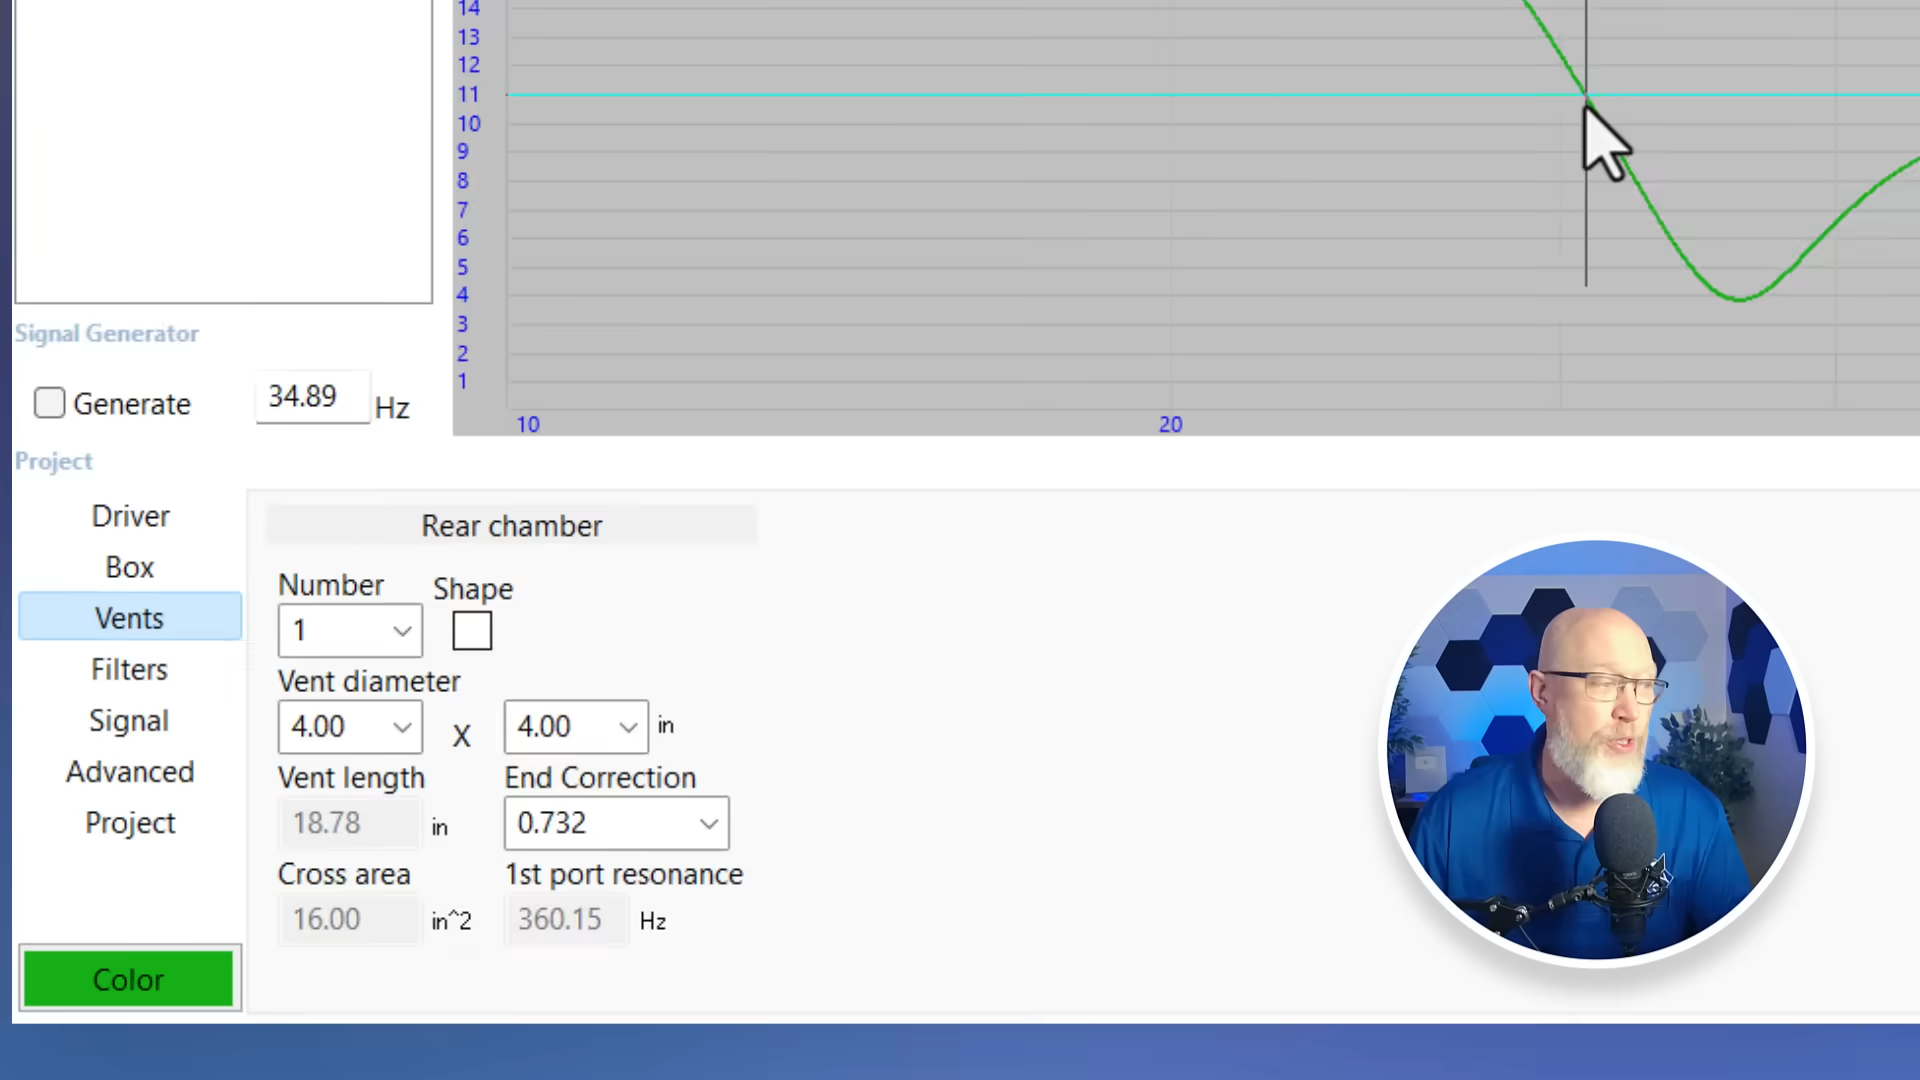 14
13
12
11
10
9
8
7
6
5
4
3
2
1
10 20
Signal Generator
Generate 34.89 Hz
Project
Driver
Box
Vents
Filters
Signal
Advanced
Project
Color
Rear chamber
Number Shape
1
Vent diameter
4.00 X 4.00 in
Vent length End Correction
18.78 in 0.732
Cross area 1st port resonance
16.00 in^2 360.15 Hz